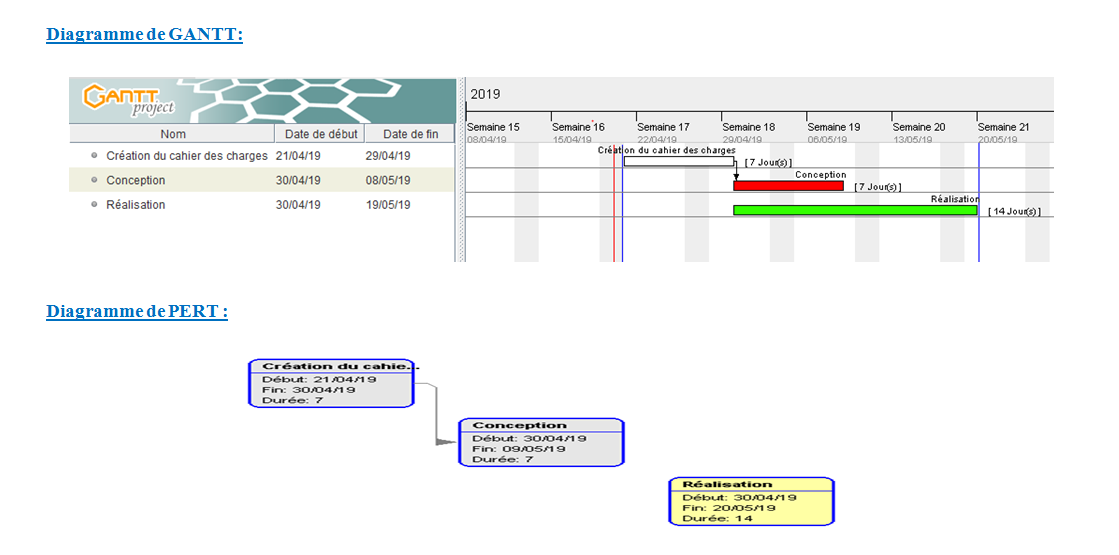 Diagramme de GANTT:
GANTT project
2019
Nom Date de début Date de fin
Semaine 15 Semaine 16 Semaine 17 Semaine 18 Semaine 19 Semaine 20 Semaine 21
08/04/19 15/04/19 22/04/19 29/04/19 06/05/19 13/05/19 20/05/19
Création du cahier des charges 21/04/19 29/04/19
Création du cahier des charges
[ 7 Jour(s) ]
Conception 30/04/19 08/05/19
Conception
[ 7 Jour(s) ]
Réalisation 30/04/19 19/05/19
Réalisation
[ 14 Jour(s) ]
Diagramme de PERT :
Création du cahie...
Début: 21/04/19
Fin: 30/04/19
Durée: 7
Conception
Début: 30/04/19
Fin: 09/05/19
Durée: 7
Réalisation
Début: 30/04/19
Fin: 20/05/19
Durée: 14